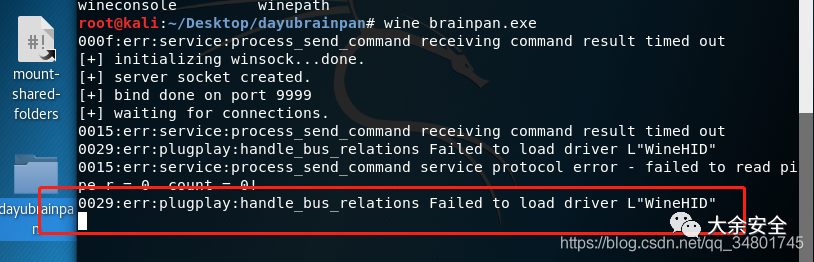 wineconsole winepath
root@kali:~/Desktop/dayubrainpan# wine brainpan.exe
000f:err:service:process_send_command receiving command result timed out
[+] initializing winsock...done.
[+] server socket created.
[+] bind done on port 9999
[+] waiting for connections.
0015:err:service:process_send_command receiving command result timed out
0029:err:plugplay:handle_bus_relations Failed to load driver L"WineHID"
0015:err:service:process_send_command service protocol error - failed to read pi
pe r = 0 count = 0!
0029:err:plugplay:handle_bus_relations Failed to load driver L"WineHID"
#!
mount-
shared-
folders
dayubrainpa
n
大余安全
https://blog.csdn.net/qq_34801745